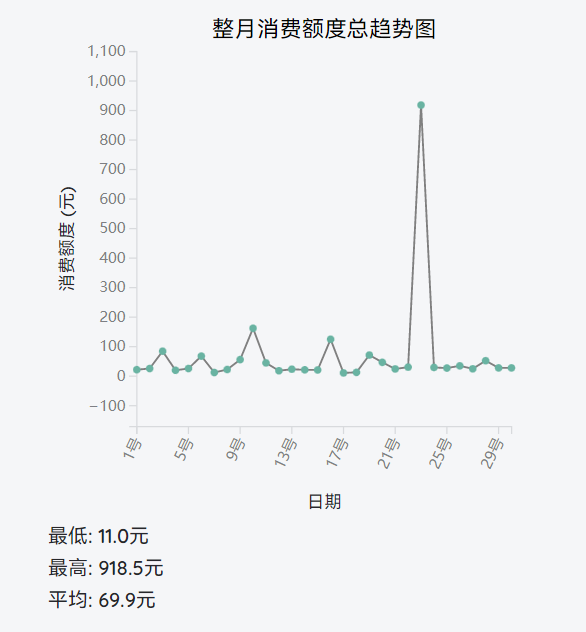 整月消费额度总趋势图
1,100
1,000
900
800
700
600
500
400
300
200
100
0
−100
消费额度 (元)
1号
5号
9号
13号
17号
21号
25号
29号
日期
最低: 11.0元
最高: 918.5元
平均: 69.9元